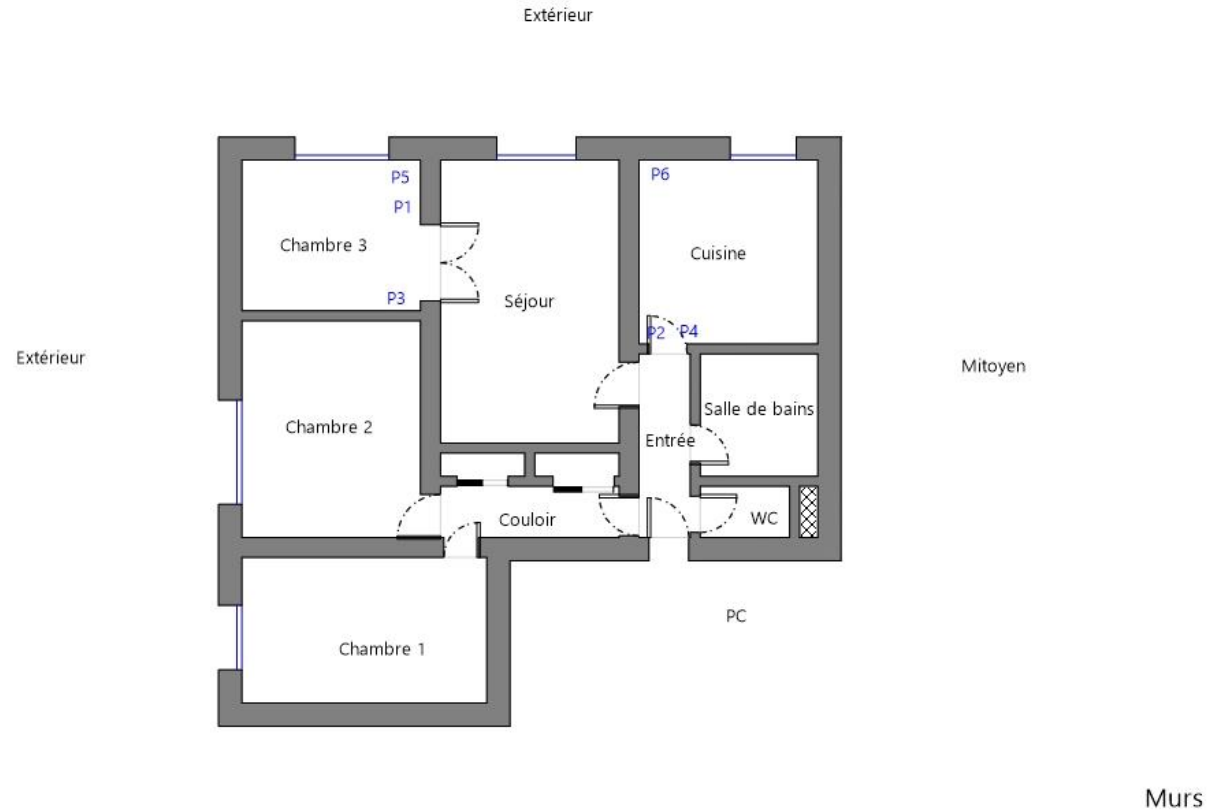 Extérieur
P5
P6
P1
Chambre 3
Cuisine
P3
Séjour
P2
P4
Extérieur
Mitoyen
Salle de bains
Chambre 2
Entrée
Couloir
WC
PC
Chambre 1
Murs